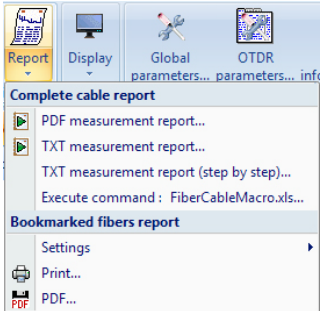 Report
Display
Global
parameters...
OTDR
parameters...
Complete cable report
PDF measurement report...
TXT measurement report...
TXT measurement report (step by step)...
Execute command : FiberCableMacro.xls...
Bookmarked fibers report
Settings
Print...
PDF
PDF...